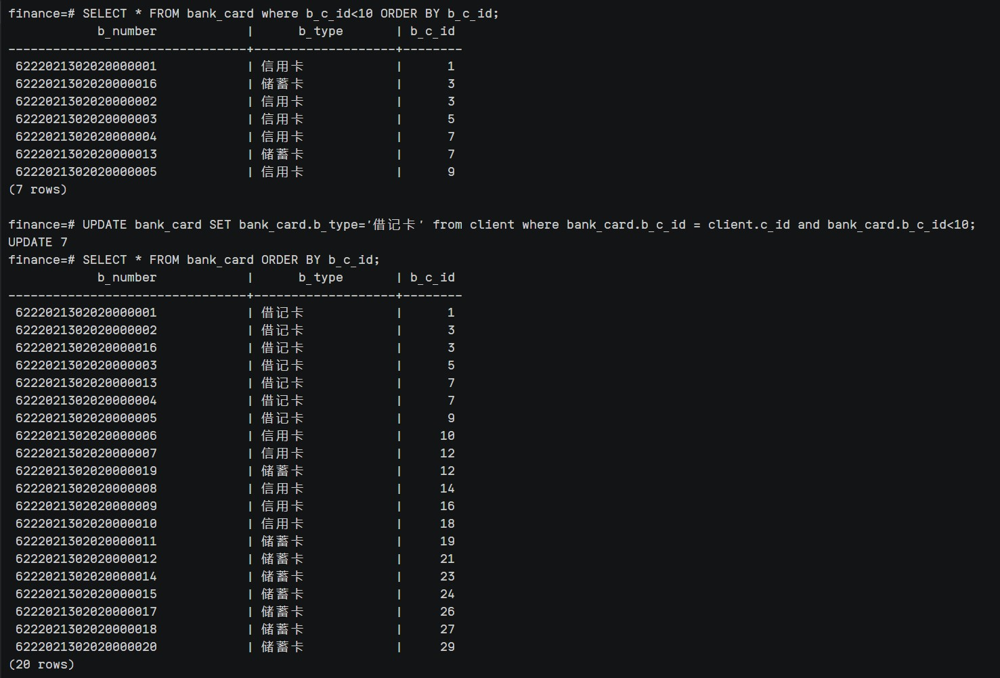 finance=# SELECT * FROM bank_card where b_c_id<10 ORDER BY b_c_id;
            b_number            |      b_type       | b_c_id
--------------------------------+-------------------+--------
 6222021302020000001            | 信用卡            |      1
 6222021302020000016            | 储蓄卡            |      3
 6222021302020000002            | 信用卡            |      3
 6222021302020000003            | 信用卡            |      5
 6222021302020000004            | 信用卡            |      7
 6222021302020000013            | 储蓄卡            |      7
 6222021302020000005            | 信用卡            |      9
(7 rows)

finance=# UPDATE bank_card SET bank_card.b_type='借记卡' from client where bank_card.b_c_id = client.c_id and bank_card.b_c_id<10;
UPDATE 7
finance=# SELECT * FROM bank_card ORDER BY b_c_id;
            b_number            |      b_type       | b_c_id
--------------------------------+-------------------+--------
 6222021302020000001            | 借记卡            |      1
 6222021302020000002            | 借记卡            |      3
 6222021302020000016            | 借记卡            |      3
 6222021302020000003            | 借记卡            |      5
 6222021302020000013            | 借记卡            |      7
 6222021302020000004            | 借记卡            |      7
 6222021302020000005            | 借记卡            |      9
 6222021302020000006            | 信用卡            |     10
 6222021302020000007            | 信用卡            |     12
 6222021302020000019            | 储蓄卡            |     12
 6222021302020000008            | 信用卡            |     14
 6222021302020000009            | 信用卡            |     16
 6222021302020000010            | 信用卡            |     18
 6222021302020000011            | 储蓄卡            |     19
 6222021302020000012            | 储蓄卡            |     21
 6222021302020000014            | 储蓄卡            |     23
 6222021302020000015            | 储蓄卡            |     24
 6222021302020000017            | 储蓄卡            |     26
 6222021302020000018            | 储蓄卡            |     27
 6222021302020000020            | 储蓄卡            |     29
(20 rows)